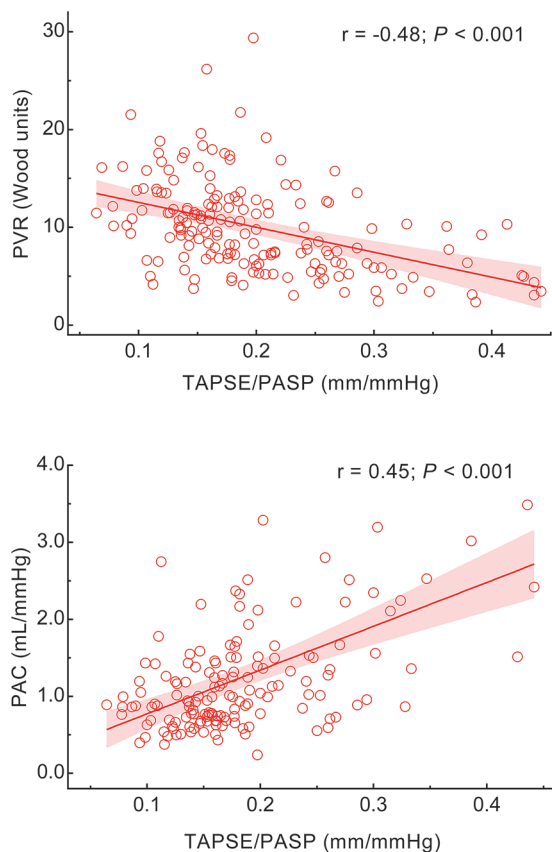 r = -0.48; P < 0.001
30
20
10
0
PVR (Wood units)
0.1 0.2 0.3 0.4
TAPSE/PASP (mm/mmHg)
r = 0.45; P < 0.001
4.0
3.0
2.0
1.0
0.0
PAC (mL/mmHg)
0.1 0.2 0.3 0.4
TAPSE/PASP (mm/mmHg)